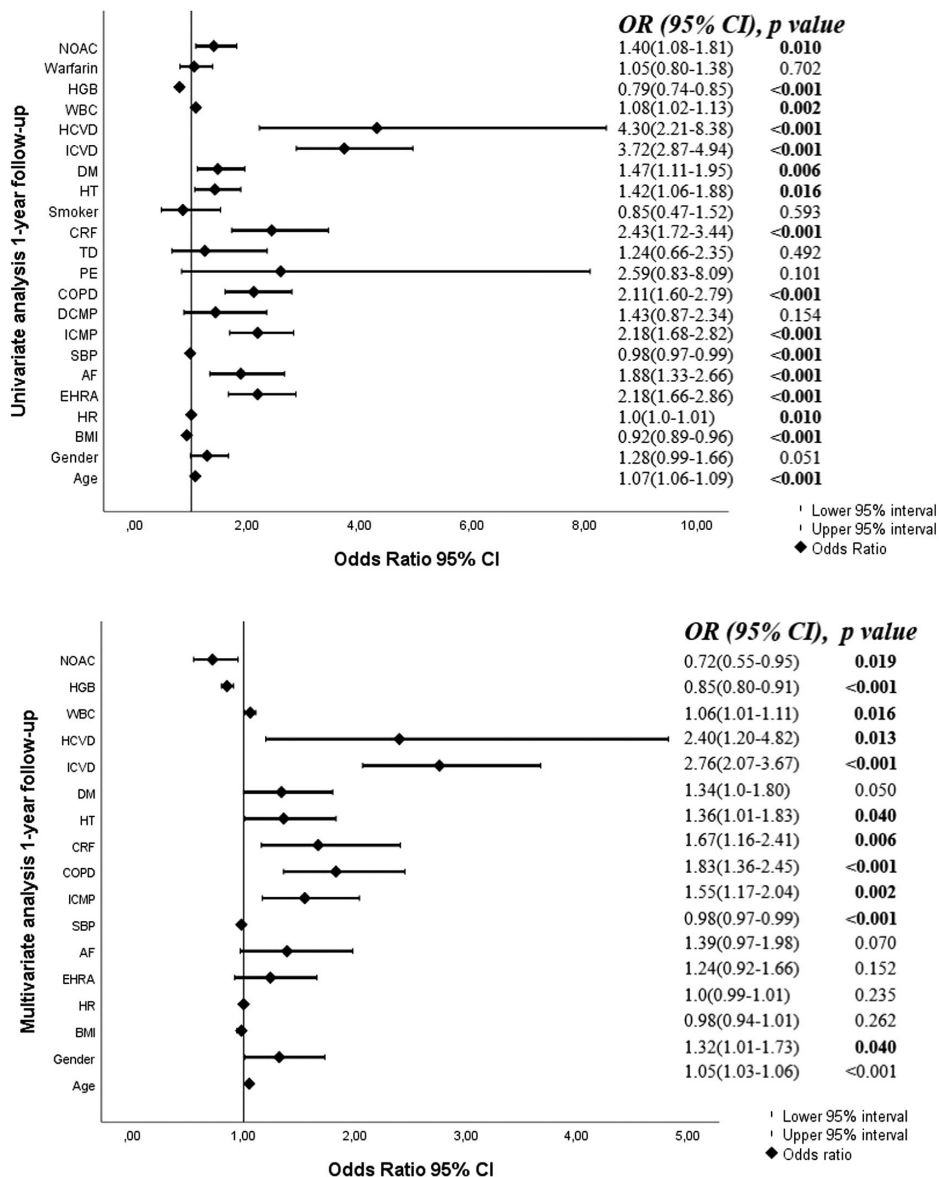 OR (95% CI), p value
NOAC 1.40(1.08-1.81) 0.010
Warfarin 1.05(0.80-1.38) 0.702
HGB 0.79(0.74-0.85) <0.001
WBC 1.08(1.02-1.13) 0.002
HCVD 4.30(2.21-8.38) <0.001
ICVD 3.72(2.87-4.94) <0.001
DM 1.47(1.11-1.95) 0.006
HT 1.42(1.06-1.88) 0.016
Smoker 0.85(0.47-1.52) 0.593
CRF 2.43(1.72-3.44) <0.001
TD 1.24(0.66-2.35) 0.492
PE 2.59(0.83-8.09) 0.101
COPD 2.11(1.60-2.79) <0.001
DCMP 1.43(0.87-2.34) 0.154
ICMP 2.18(1.68-2.82) <0.001
SBP 0.98(0.97-0.99) <0.001
AF 1.88(1.33-2.66) <0.001
EHRA 2.18(1.66-2.86) <0.001
HR 1.0(1.0-1.01) 0.010
BMI 0.92(0.89-0.96) <0.001
Gender 1.28(0.99-1.66) 0.051
Age 1.07(1.06-1.09) <0.001
Univariate analysis 1-year follow-up
,00 2,00 4,00 6,00 8,00 10,00
Odds Ratio 95% CI
Lower 95% interval
Upper 95% interval
Odds Ratio
OR (95% CI), p value
NOAC 0.72(0.55-0.95) 0.019
HGB 0.85(0.80-0.91) <0.001
WBC 1.06(1.01-1.11) 0.016
HCVD 2.40(1.20-4.82) 0.013
ICVD 2.76(2.07-3.67) <0.001
DM 1.34(1.0-1.80) 0.050
HT 1.36(1.01-1.83) 0.040
CRF 1.67(1.16-2.41) 0.006
COPD 1.83(1.36-2.45) <0.001
ICMP 1.55(1.17-2.04) 0.002
SBP 0.98(0.97-0.99) <0.001
AF 1.39(0.97-1.98) 0.070
EHRA 1.24(0.92-1.66) 0.152
HR 1.0(0.99-1.01) 0.235
BMI 0.98(0.94-1.01) 0.262
Gender 1.32(1.01-1.73) 0.040
Age 1.05(1.03-1.06) <0.001
Multivariate analysis 1-year follow-up
,00 1,00 2,00 3,00 4,00 5,00
Odds Ratio 95% CI
Lower 95% interval
Upper 95% interval
Odds ratio